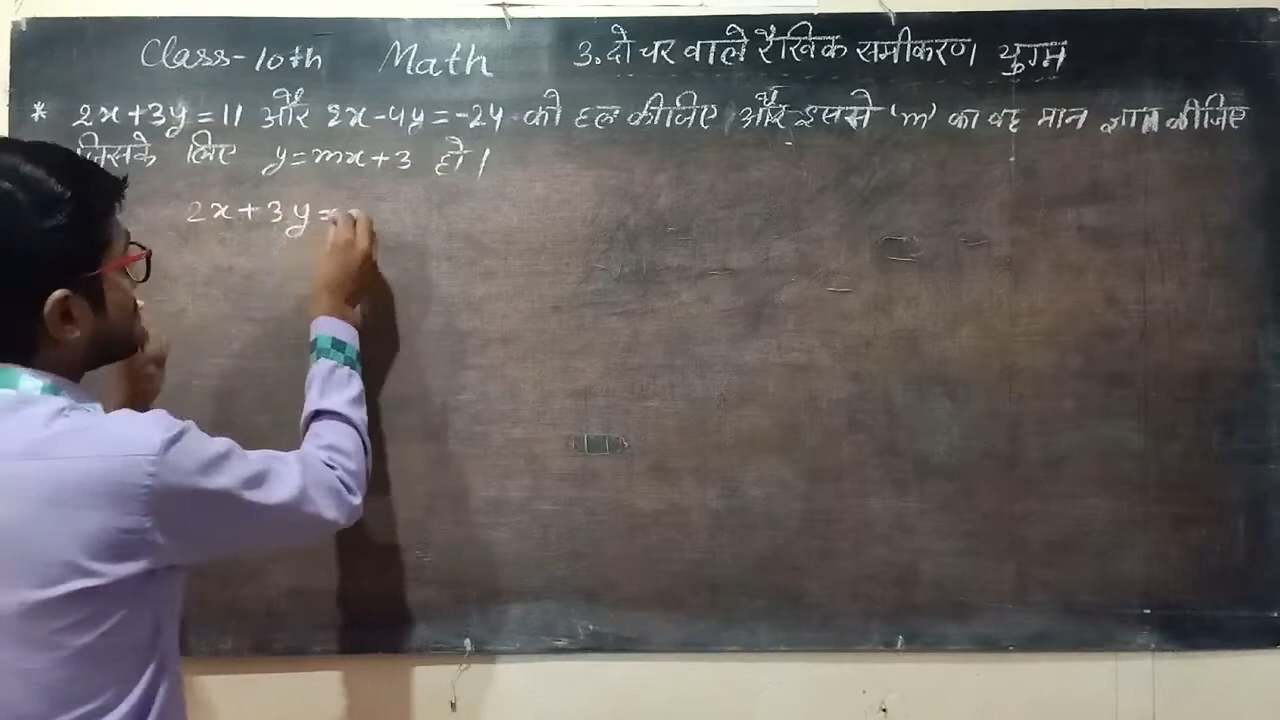 Class-10th Math 3. दो चर वाले रैखिक समीकरण युग्म
* 2x+3y=11 और 2x-4y=-24 को हल कीजिए और इससे 'm' का वह मान ज्ञात कीजिए
जिसके लिए y=mx+3 हो।
2x+3y=